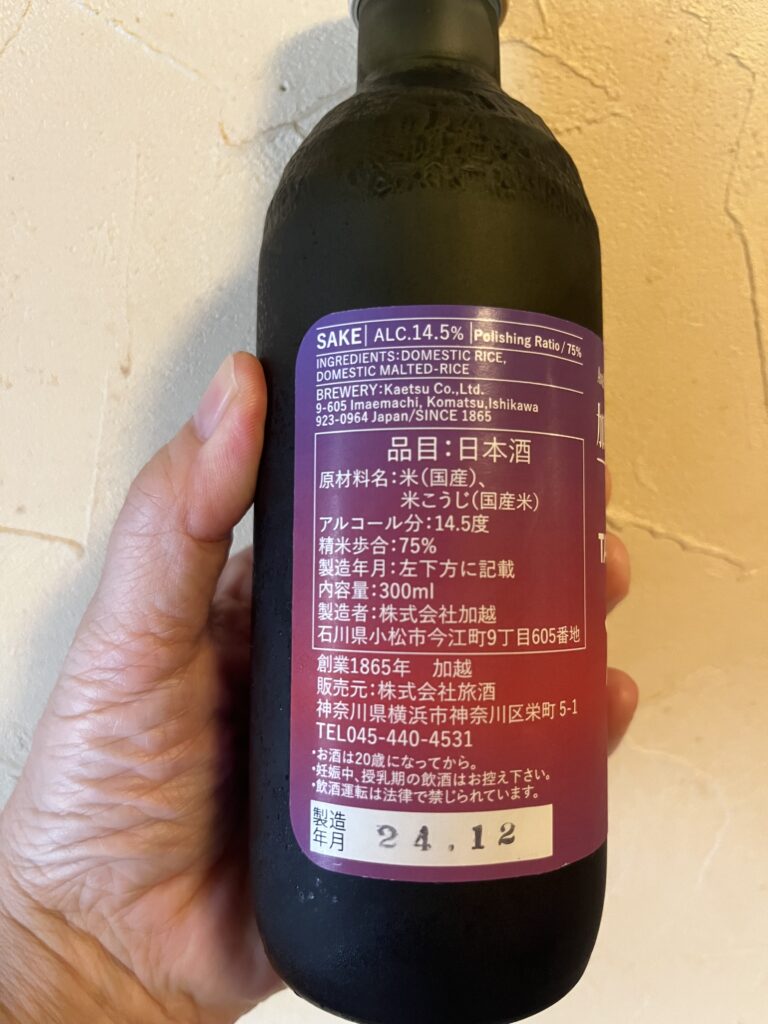 SAKE | ALC.14.5% | Polishing Ratio / 75%
INGREDIENTS:DOMESTIC RICE,
DOMESTIC MALTED-RICE
BREWERY:Kaetsu Co.,Ltd.
9-605 Imaemachi, Komatsu,Ishikawa
923-0964 Japan/SINCE 1865
品目:日本酒
原材料名:米(国産)、
米こうじ(国産米)
アルコール分:14.5度
精米歩合:75%
製造年月:左下方に記載
内容量:300ml
製造者:株式会社加越
石川県小松市今江町9丁目605番地
創業1865年 加越
販売元:株式会社旅酒
神奈川県横浜市神奈川区栄町5-1
TEL045-440-4531
・お酒は20歳になってから。
・妊娠中、授乳期の飲酒はお控え下さい。
・飲酒運転は法律で禁じられています。
製造
年月 24.12